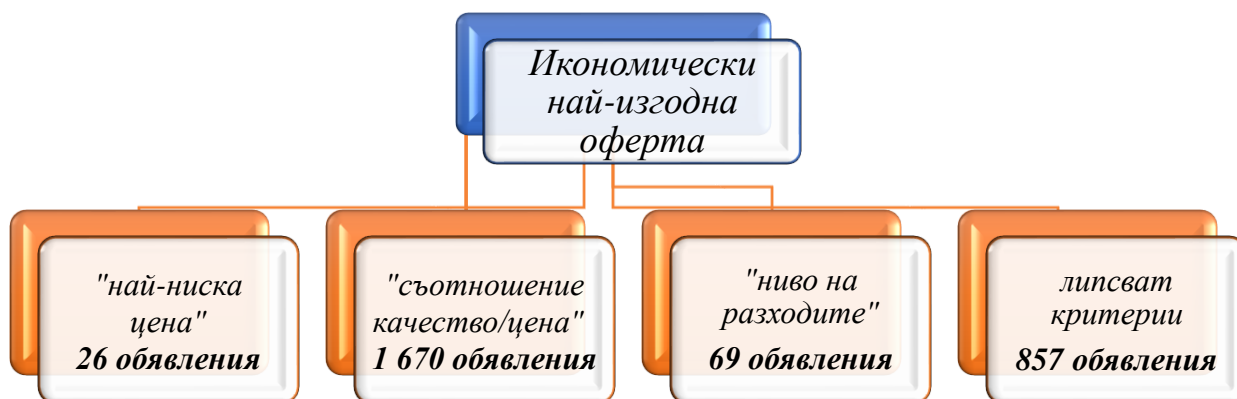 Икономически
най-изгодна
оферта
"най-ниска
цена"
26 обявления
"съотношение
качество/цена"
1 670 обявления
"ниво на
разходите"
69 обявления
липсват
критерии
857 обявления